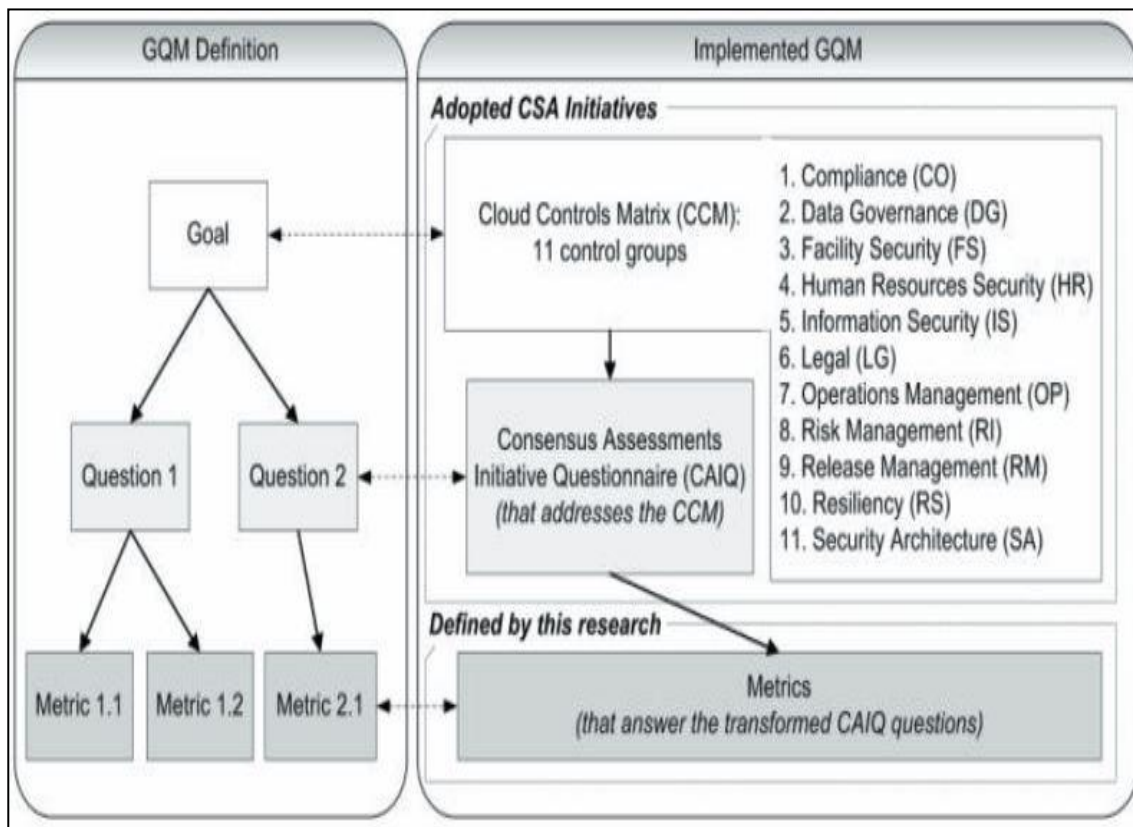 GQM Definition
Goal
Question 1
Question 2
Metric 1.1
Metric 1.2
Metric 2.1
Implemented GQM
Adopted CSA Initiatives
Cloud Controls Matrix (CCM):
11 control groups
1. Compliance (CO)
2. Data Governance (DG)
3. Facility Security (FS)
4. Human Resources Security (HR)
5. Information Security (IS)
6. Legal (LG)
7. Operations Management (OP)
8. Risk Management (RI)
9. Release Management (RM)
10. Resiliency (RS)
11. Security Architecture (SA)
Consensus Assessments
Initiative Questionnaire (CAIQ)
(that addresses the CCM)
Defined by this research
Metrics
(that answer the transformed CAIQ questions)